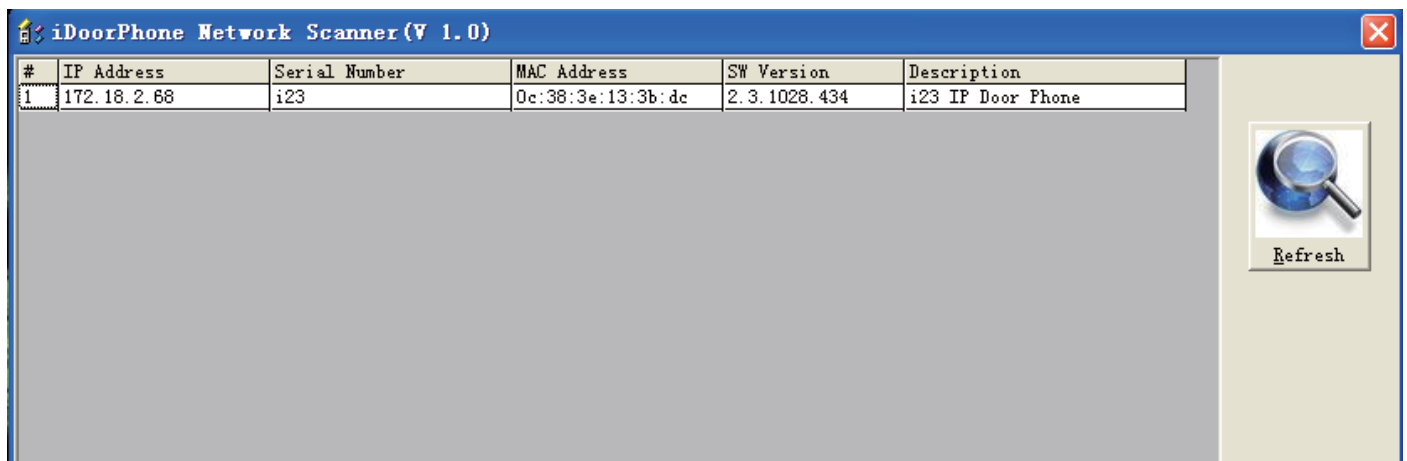 iDoorPhone Network Scanner(V 1.0)
# IP Address Serial Number MAC Address SW Version Description
1 172.18.2.68 i23 0c:38:3e:13:3b:dc 2.3.1028.434 i23 IP Door Phone
Refresh